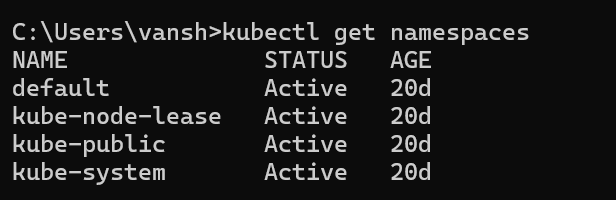 C:\Users\vansh>kubectl get namespaces
NAME              STATUS   AGE
default           Active   20d
kube-node-lease   Active   20d
kube-public       Active   20d
kube-system       Active   20d